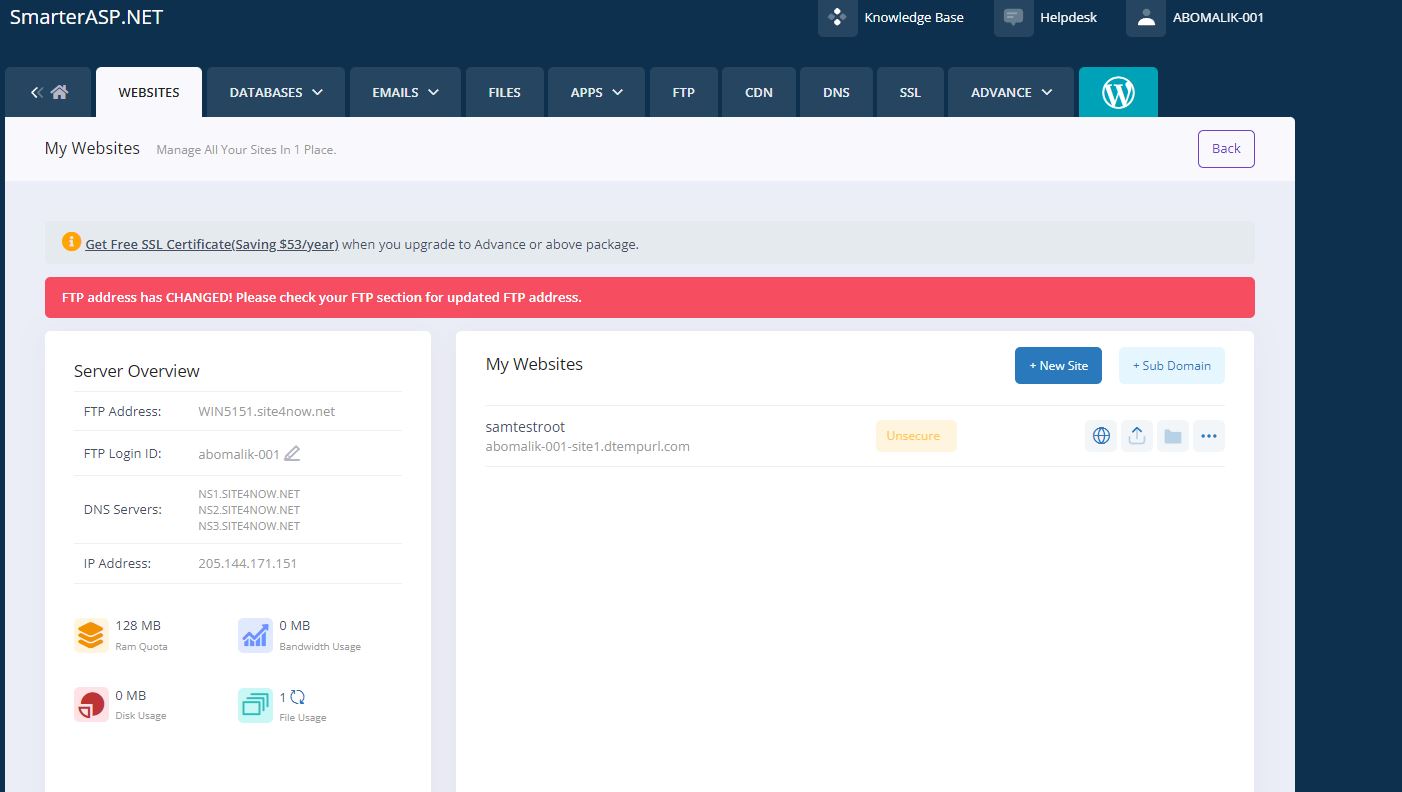 SmarterASP.NET
Knowledge Base
Helpdesk
ABOMALIK-001
WEBSITES
DATABASES
EMAILS
FILES
APPS
FTP
CDN
DNS
SSL
ADVANCE
My Websites Manage All Your Sites In 1 Place.
Back
Get Free SSL Certificate(Saving $53/year) when you upgrade to Advance or above package.
FTP address has CHANGED! Please check your FTP section for updated FTP address.
Server Overview
FTP Address: WIN5151.site4now.net
FTP Login ID: abomalik-001
DNS Servers:
NS1.SITE4NOW.NET
NS2.SITE4NOW.NET
NS3.SITE4NOW.NET
IP Address: 205.144.171.151
128 MB
Ram Quota
0 MB
Bandwidth Usage
0 MB
Disk Usage
1
File Usage
My Websites
+ New Site
+ Sub Domain
samtestroot
abomalik-001-site1.dtempurl.com
Unsecure